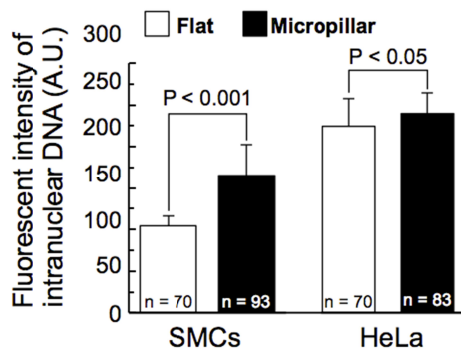 Flat Micropillar
Fluorescent intensity of
intranuclear DNA (A.U.)
300
200
150
100
50
0
P < 0.001
P < 0.05
n = 70
n = 93
n = 70
n = 83
SMCs HeLa